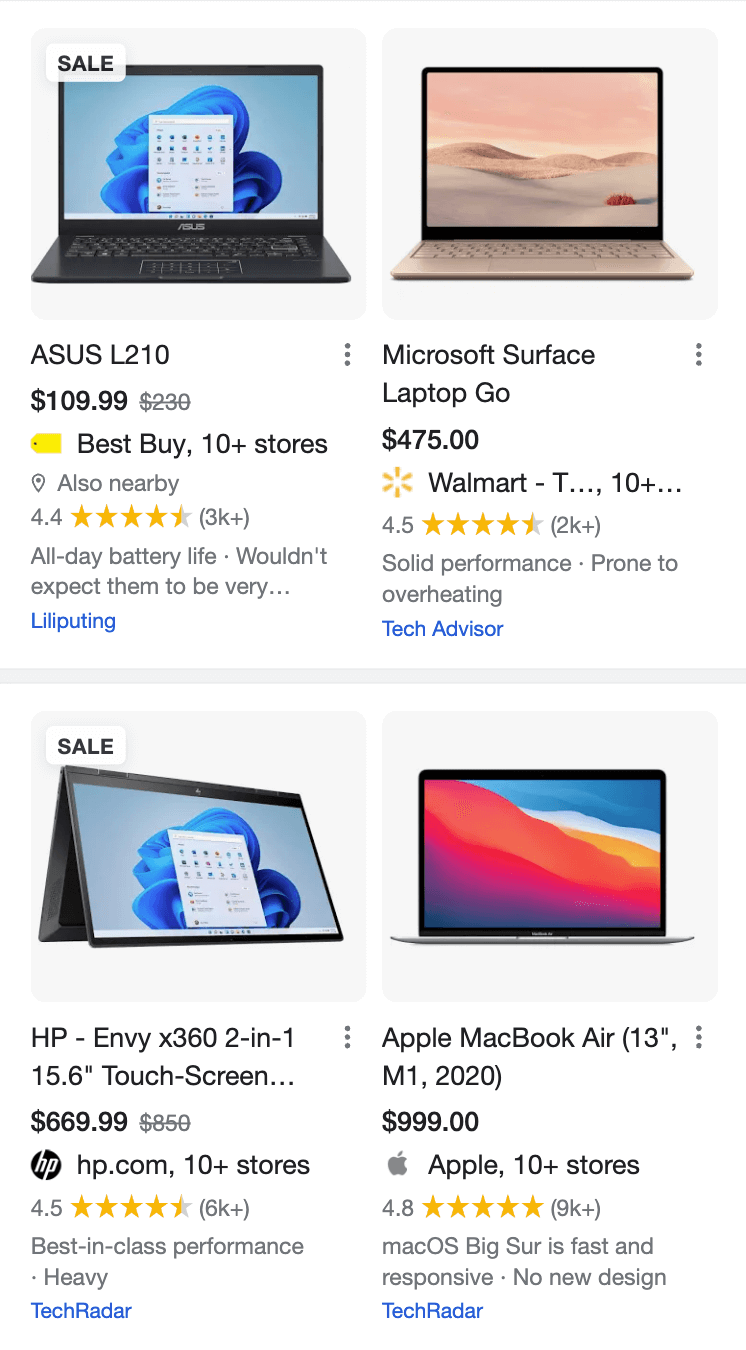 SALE
ASUS
ASUS L210
$109.99 $230
Best Buy, 10+ stores
Also nearby
4.4 (3k+)
All-day battery life · Wouldn't
expect them to be very…
Liliputing
Microsoft Surface
Laptop Go
$475.00
Walmart - T…, 10+…
4.5 (2k+)
Solid performance · Prone to
overheating
Tech Advisor
SALE
hp
HP - Envy x360 2-in-1
15.6" Touch-Screen…
$669.99 $850
hp hp.com, 10+ stores
4.5 (6k+)
Best-in-class performance
· Heavy
TechRadar
MacBook Air
Apple MacBook Air (13",
M1, 2020)
$999.00
Apple, 10+ stores
4.8 (9k+)
macOS Big Sur is fast and
responsive · No new design
TechRadar